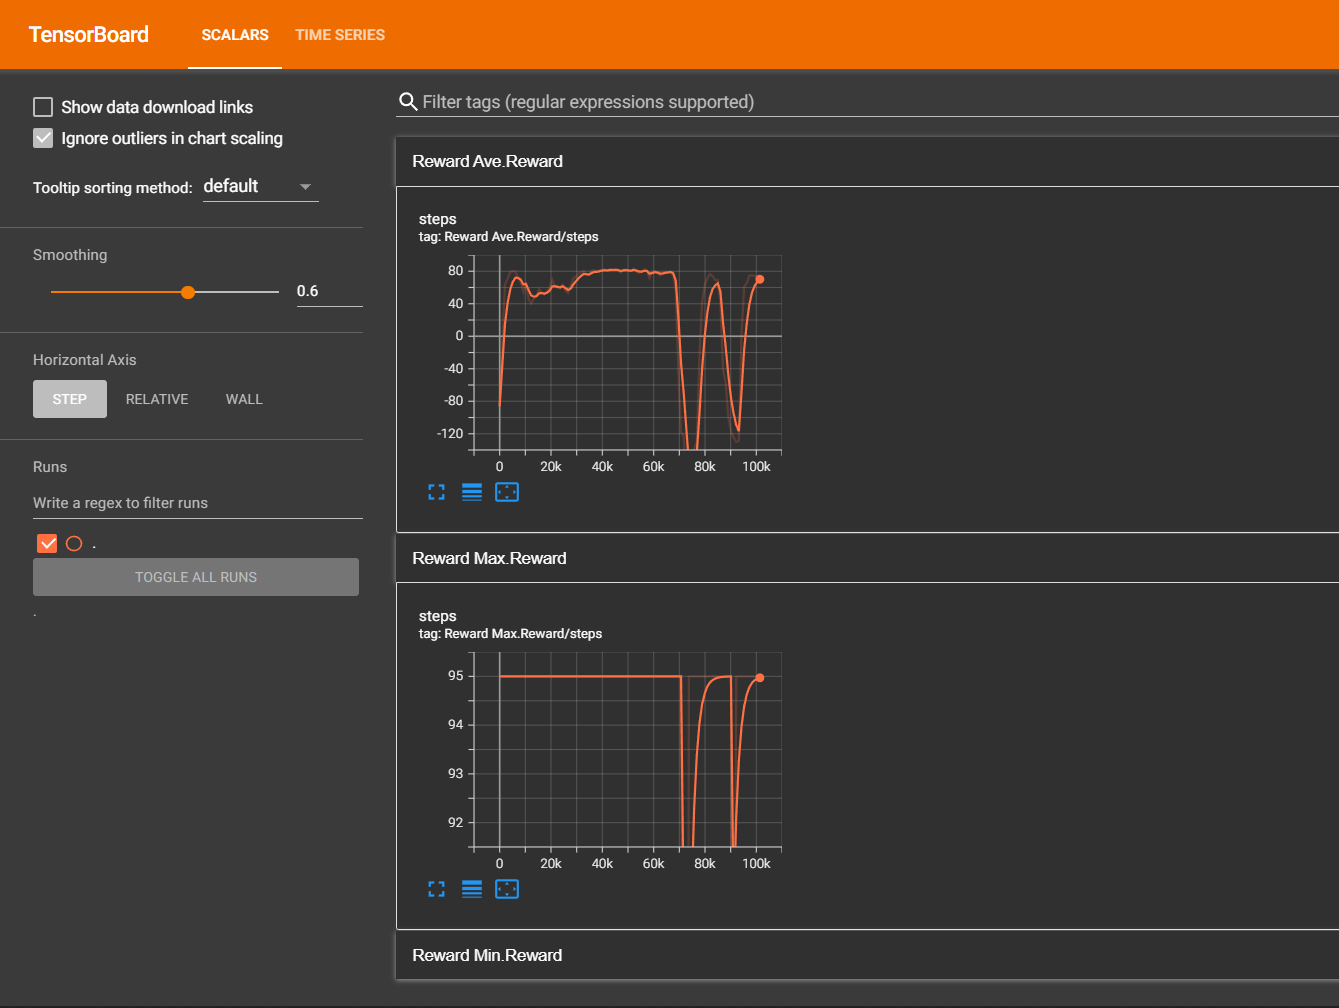 TensorBoard SCALARS TIME SERIES
Show data download links
Ignore outliers in chart scaling
Tooltip sorting method: default
Smoothing
0.6
Horizontal Axis
STEP RELATIVE WALL
Runs
Write a regex to filter runs
.
TOGGLE ALL RUNS
.
Filter tags (regular expressions supported)
Reward Ave.Reward
steps
tag: Reward Ave.Reward/steps
80
40
0
-40
-80
-120
0 20k 40k 60k 80k 100k
Reward Max.Reward
steps
tag: Reward Max.Reward/steps
95
94
93
92
0 20k 40k 60k 80k 100k
Reward Min.Reward